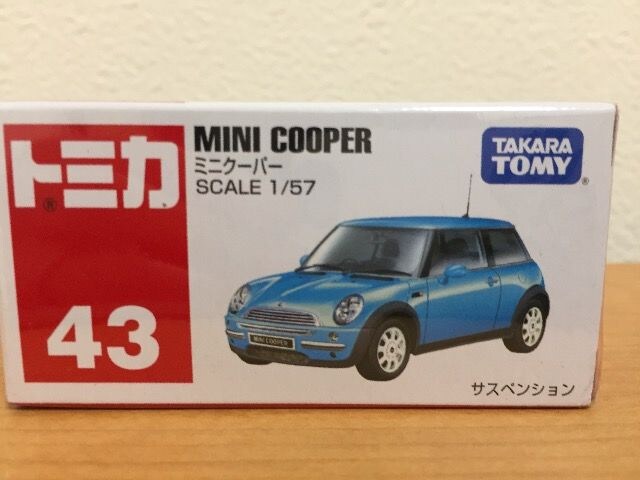 トミカ
®
43
MINI COOPER
ミニクーパー
SCALE 1/57
TAKARA
TOMY
®
MINI COOPER
サスペンション